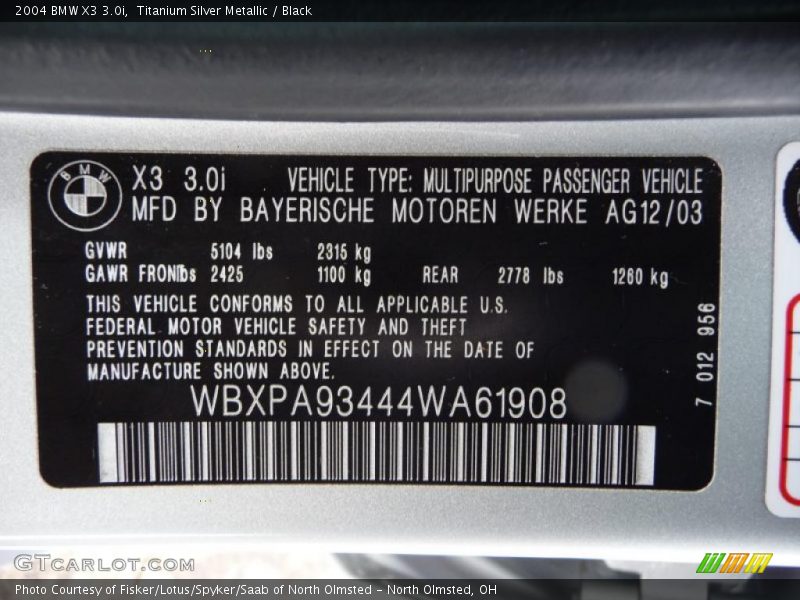 2004 BMW X3 3.0i, Titanium Silver Metallic / Black
BMW
X3 3.0i VEHICLE TYPE: MULTIPURPOSE PASSENGER VEHICLE
MFD BY BAYERISCHE MOTOREN WERKE AG12/03
GVWR 5104 lbs 2315 kg
GAWR FRONT lbs 2425 1100 kg REAR 2778 lbs 1260 kg
THIS VEHICLE CONFORMS TO ALL APPLICABLE U.S.
FEDERAL MOTOR VEHICLE SAFETY AND THEFT
PREVENTION STANDARDS IN EFFECT ON THE DATE OF
MANUFACTURE SHOWN ABOVE.
WBXPA93444WA61908
7 012 956
GTCARLOT.COM
Photo Courtesy of Fisker/Lotus/Spyker/Saab of North Olmsted - North Olmsted, OH